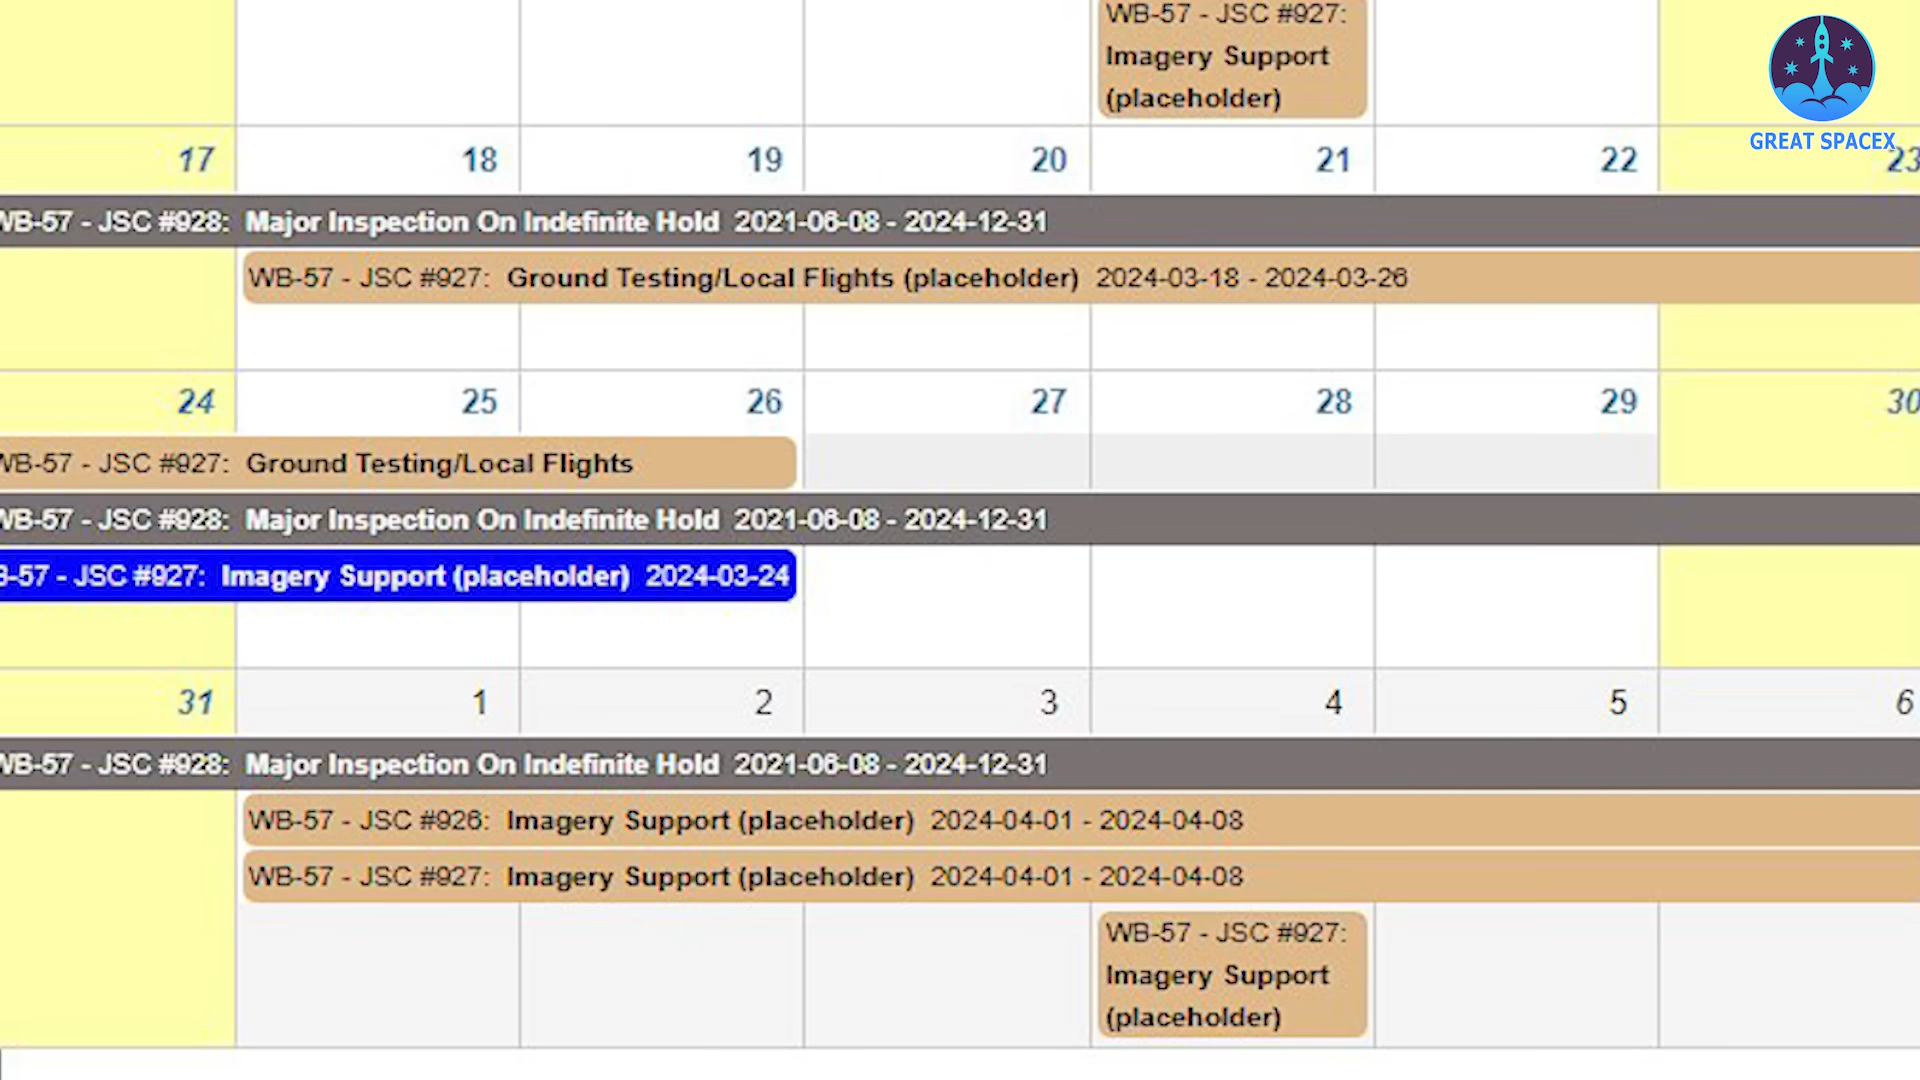 WB-57 - JSC #927:
Imagery Support
(placeholder)
GREAT SPACEX
17 18 19 20 21 22 23
WB-57 - JSC #928: Major Inspection On Indefinite Hold 2021-06-08 - 2024-12-31
WB-57 - JSC #927: Ground Testing/Local Flights (placeholder) 2024-03-18 - 2024-03-26
24 25 26 27 28 29 30
WB-57 - JSC #927: Ground Testing/Local Flights
WB-57 - JSC #928: Major Inspection On Indefinite Hold 2021-06-08 - 2024-12-31
B-57 - JSC #927: Imagery Support (placeholder) 2024-03-24
31 1 2 3 4 5 6
WB-57 - JSC #928: Major Inspection On Indefinite Hold 2021-06-08 - 2024-12-31
WB-57 - JSC #926: Imagery Support (placeholder) 2024-04-01 - 2024-04-08
WB-57 - JSC #927: Imagery Support (placeholder) 2024-04-01 - 2024-04-08
WB-57 - JSC #927:
Imagery Support
(placeholder)